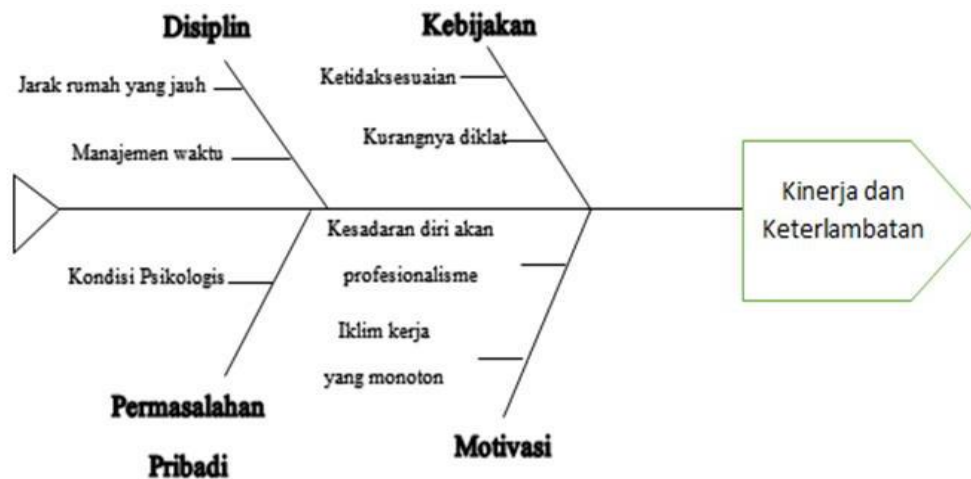 Disiplin
Kebijakan
Jarak rumah yang jauh
Ketidaksesuaian
Manajemen waktu
Kurangnya diklat
Kinerja dan
Keterlambatan
Kesadaran diri akan
profesionalisme
Kondisi Psikologis
Iklim kerja
yang monoton
Permasalahan
Pribadi
Motivasi